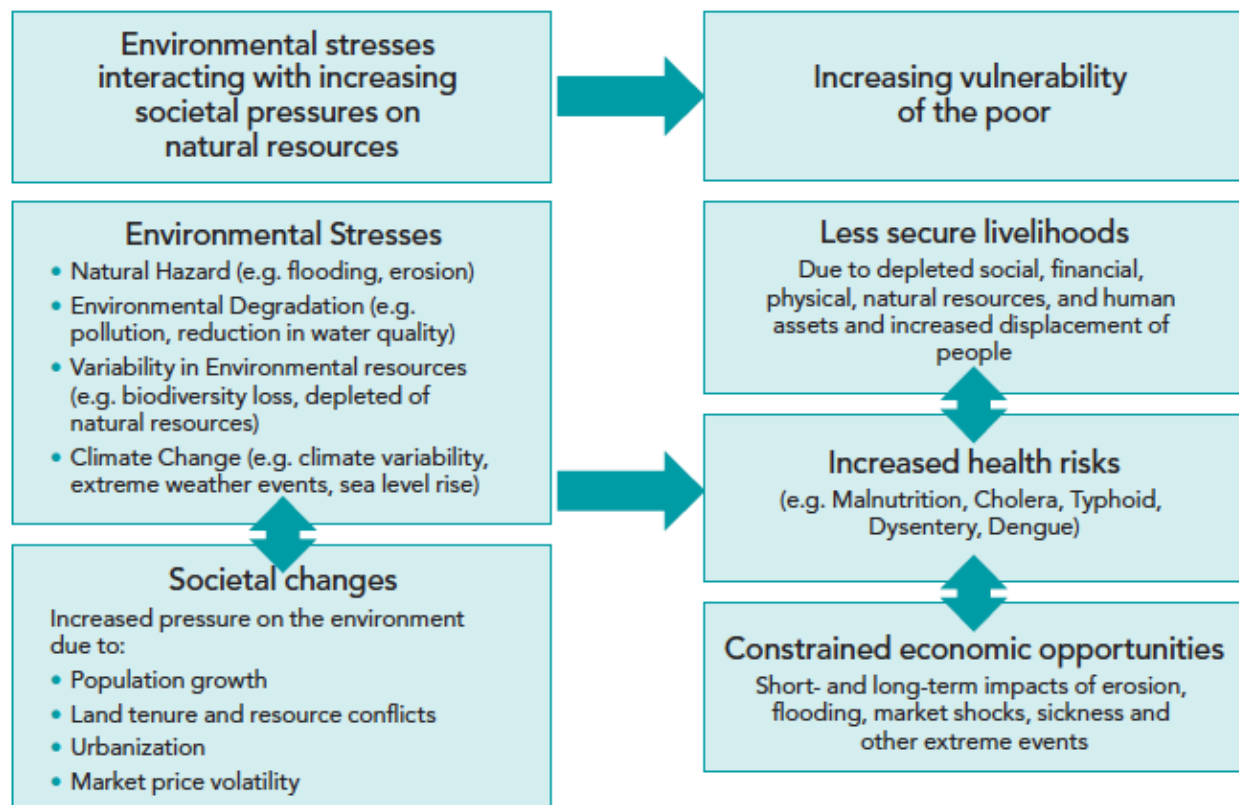 Environmental stresses
interacting with increasing
societal pressures on
natural resources
Increasing vulnerability
of the poor
Environmental Stresses
• Natural Hazard (e.g. flooding, erosion)
• Environmental Degradation (e.g.
pollution, reduction in water quality)
• Variability in Environmental resources
(e.g. biodiversity loss, depleted of
natural resources)
• Climate Change (e.g. climate variability,
extreme weather events, sea level rise)
Societal changes
Increased pressure on the environment
due to:
• Population growth
• Land tenure and resource conflicts
• Urbanization
• Market price volatility
Less secure livelihoods
Due to depleted social, financial,
physical, natural resources, and human
assets and increased displacement of
people
Increased health risks
(e.g. Malnutrition, Cholera, Typhoid,
Dysentery, Dengue)
Constrained economic opportunities
Short- and long-term impacts of erosion,
flooding, market shocks, sickness and
other extreme events